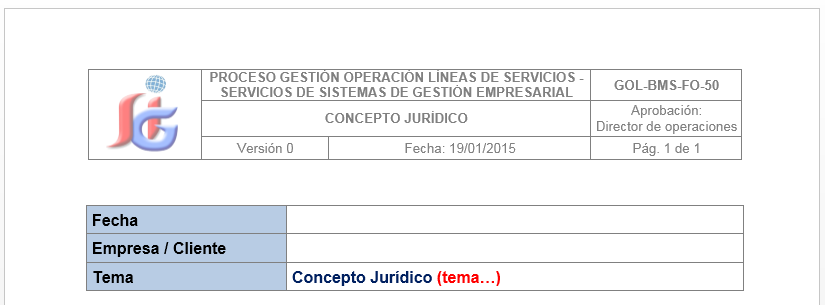 PROCESO GESTIÓN OPERACIÓN LÍNEAS DE SERVICIOS -
SERVICIOS DE SISTEMAS DE GESTIÓN EMPRESARIAL
GOL-BMS-FO-50
CONCEPTO JURÍDICO
Aprobación:
Director de operaciones
Versión 0
Fecha: 19/01/2015
Pág. 1 de 1
Fecha
Empresa / Cliente
Tema
Concepto Jurídico (tema…)